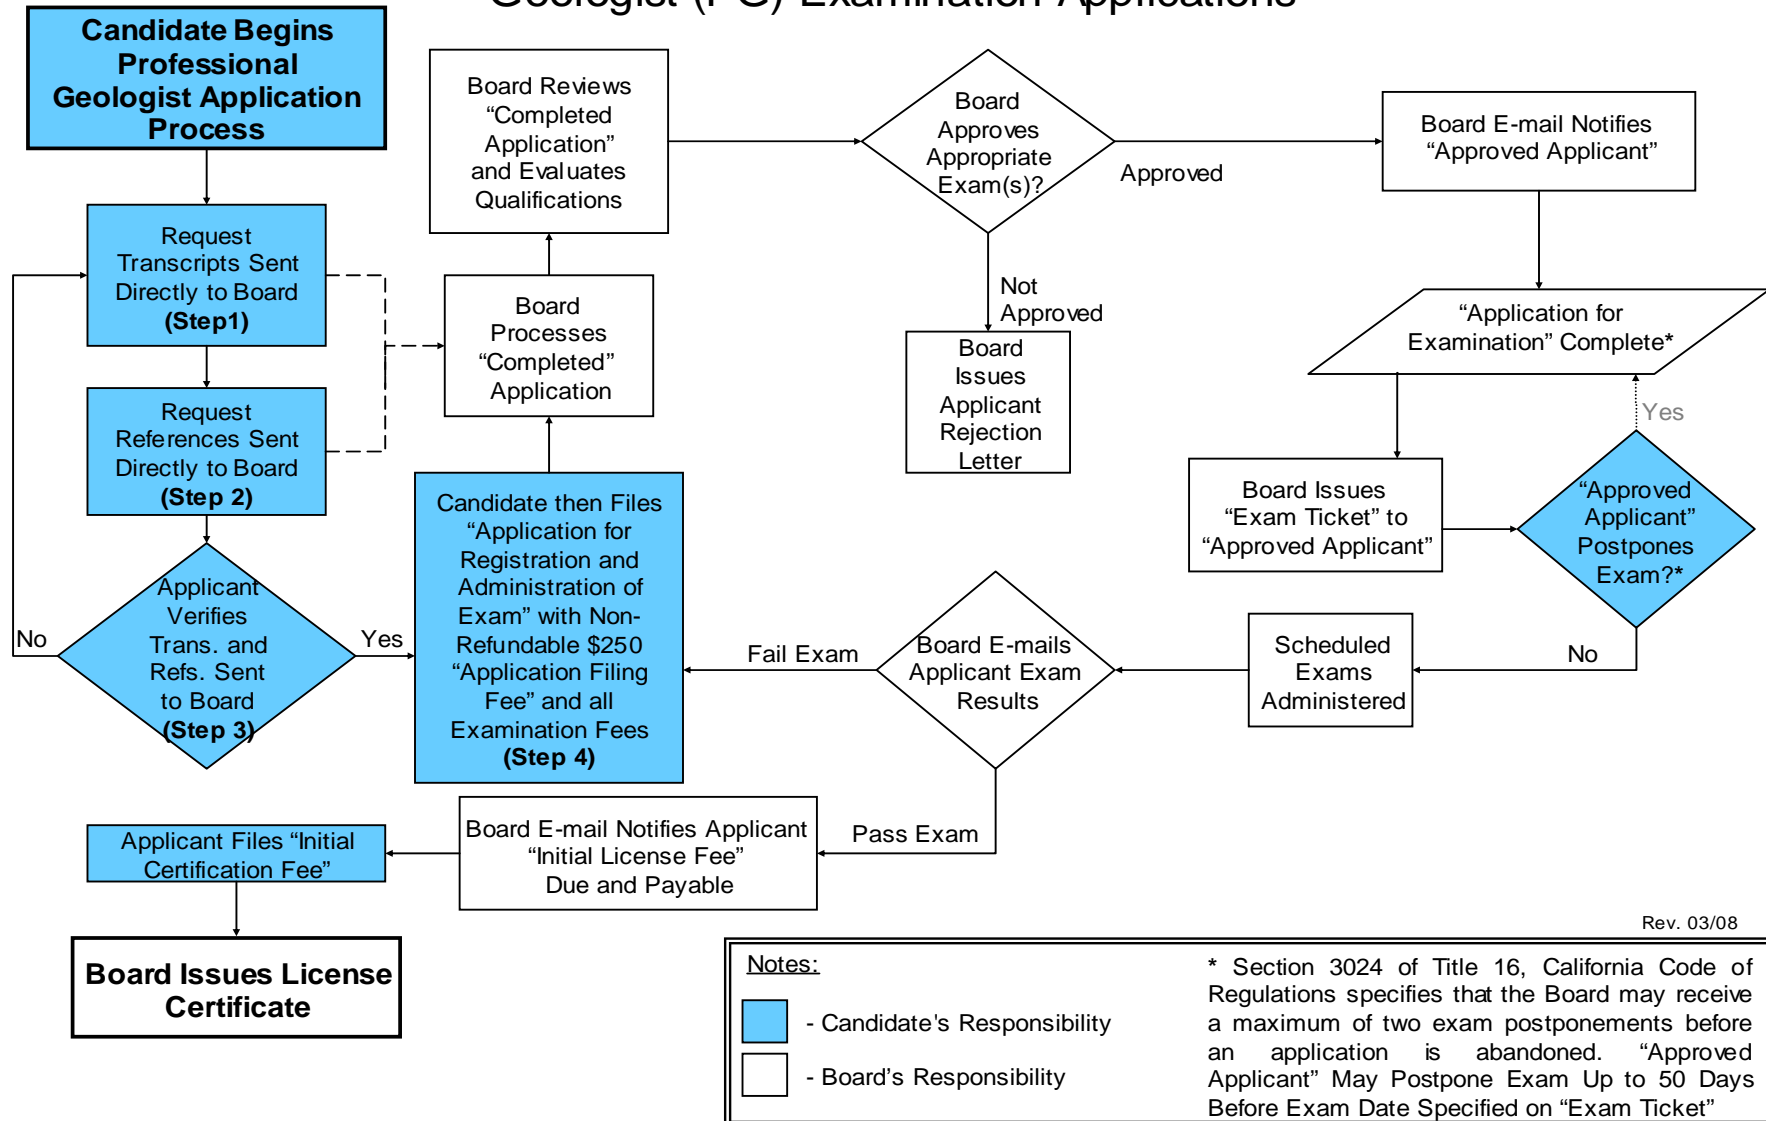 Geologist (PG) Examination Applications
Candidate Begins
Professional
Geologist Application
Process
Request
Transcripts Sent
Directly to Board
(Step1)
Request
References Sent
Directly to Board
(Step 2)
Applicant
Verifies
Trans. and
Refs. Sent
to Board
(Step 3)
No
Yes
Candidate then Files
“Application for
Registration and
Administration of
Exam” with Non-
Refundable $250
“Application Filing
Fee” and all
Examination Fees
(Step 4)
Board
Processes
“Completed”
Application
Board Reviews
“Completed
Application”
and Evaluates
Qualifications
Board
Approves
Appropriate
Exam(s)?
Approved
Not
Approved
Board
Issues
Applicant
Rejection
Letter
Board E-mail Notifies
“Approved Applicant”
“Application for
Examination” Complete*
Yes
Board Issues
“Exam Ticket” to
“Approved Applicant”
“Approved
Applicant”
Postpones
Exam?*
No
Scheduled
Exams
Administered
Board E-mails
Applicant Exam
Results
Fail Exam
Pass Exam
Board E-mail Notifies Applicant
“Initial License Fee”
Due and Payable
Applicant Files “Initial
Certification Fee”
Board Issues License
Certificate
Rev. 03/08
Notes:
- Candidate's Responsibility
- Board’s Responsibility
* Section 3024 of Title 16, California Code of
Regulations specifies that the Board may receive
a maximum of two exam postponements before
an application is abandoned. “Approved
Applicant” May Postpone Exam Up to 50 Days
Before Exam Date Specified on “Exam Ticket”